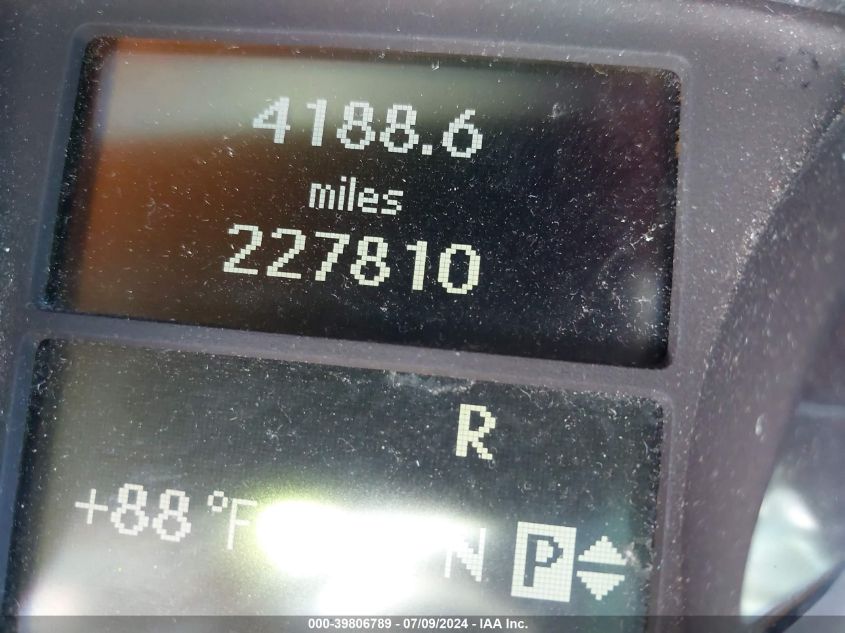 4188.6
miles
227810
R
+88 °F N P
000-39806789 - 07/09/2024 - IAA Inc.